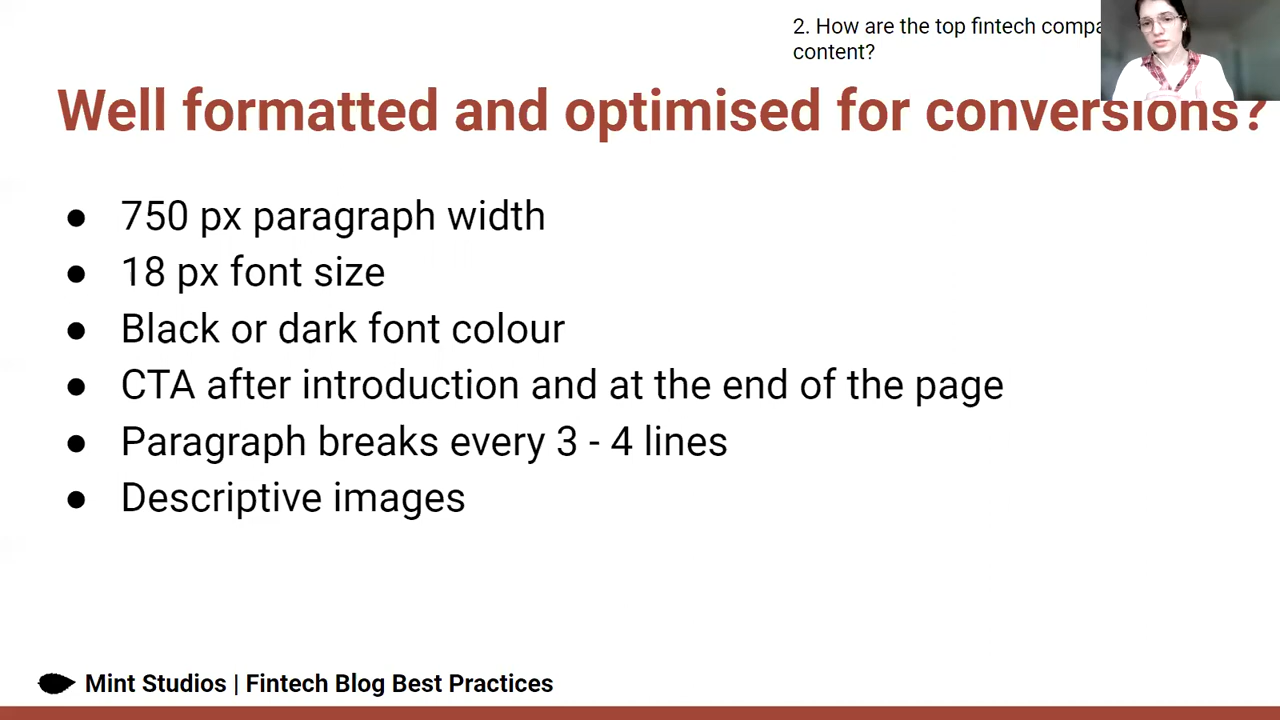 2. How are the top fintech
content?
Well formatted and optimised for conversions?
● 750 px paragraph width
● 18 px font size
● Black or dark font colour
● CTA after introduction and at the end of the page
● Paragraph breaks every 3 - 4 lines
● Descriptive images
Mint Studios | Fintech Blog Best Practices